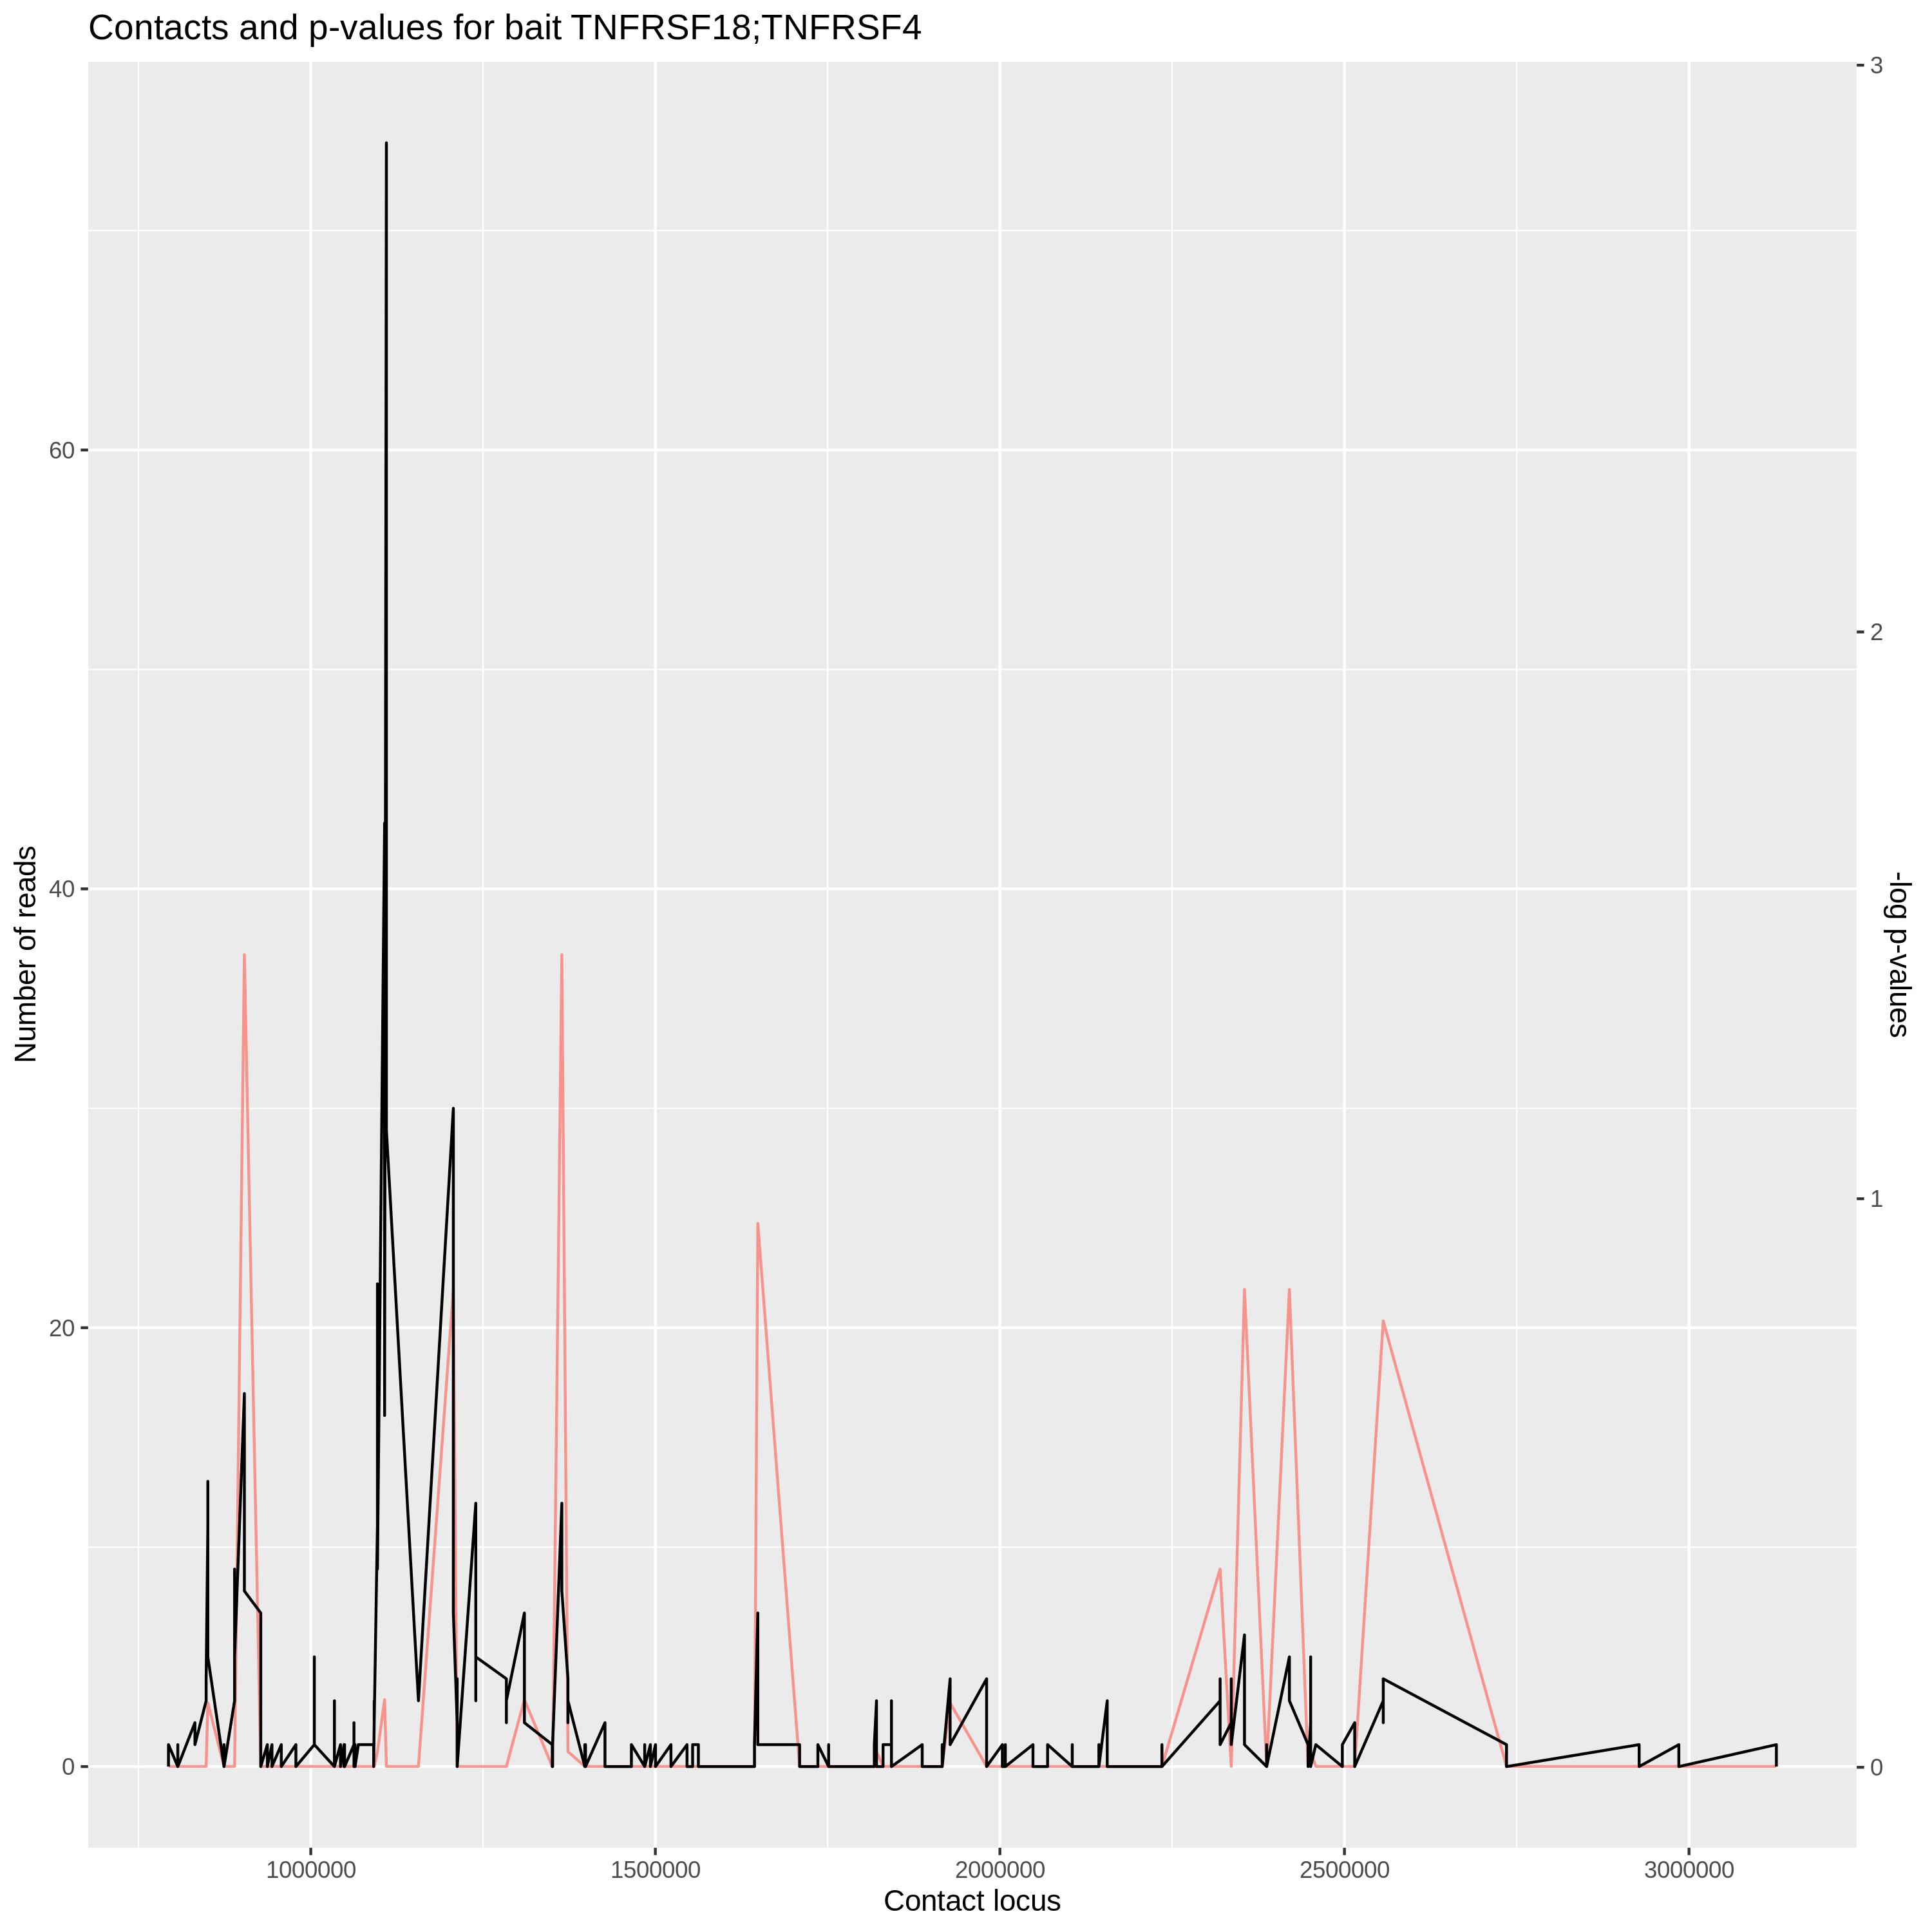 Contacts and p-values for bait TNFRSF18;TNFRSF4
3
2
1
0
-log p-values
60
40
20
0
Number of reads
1000000 1500000 2000000 2500000 3000000
Contact locus